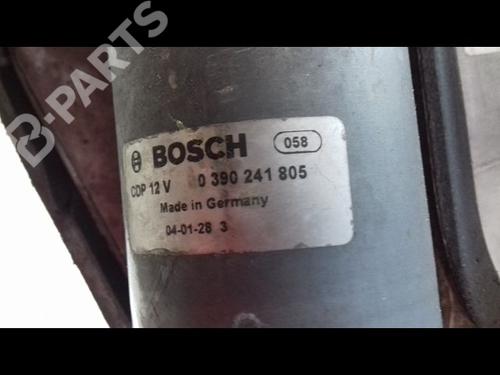 B-PARTS
BOSCH 058
CDP 12 V 0 390 241 805
Made in Germany
04-01-28 3